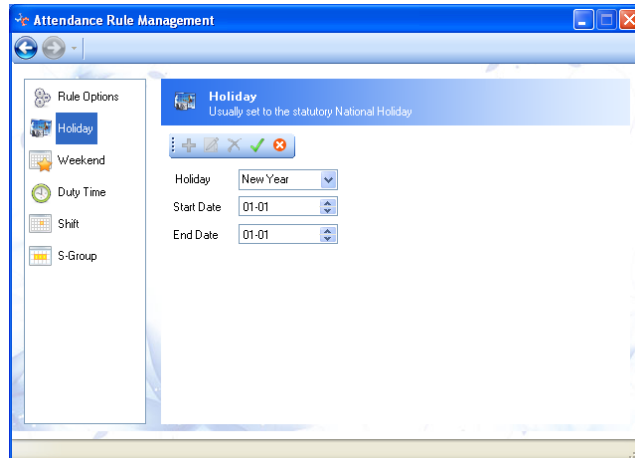 Attendance Rule Management
Rule Options
Holiday
Weekend
Duty Time
Shift
S-Group
Holiday
Usually set to the statutory National Holiday
Holiday New Year
Start Date 01-01
End Date 01-01